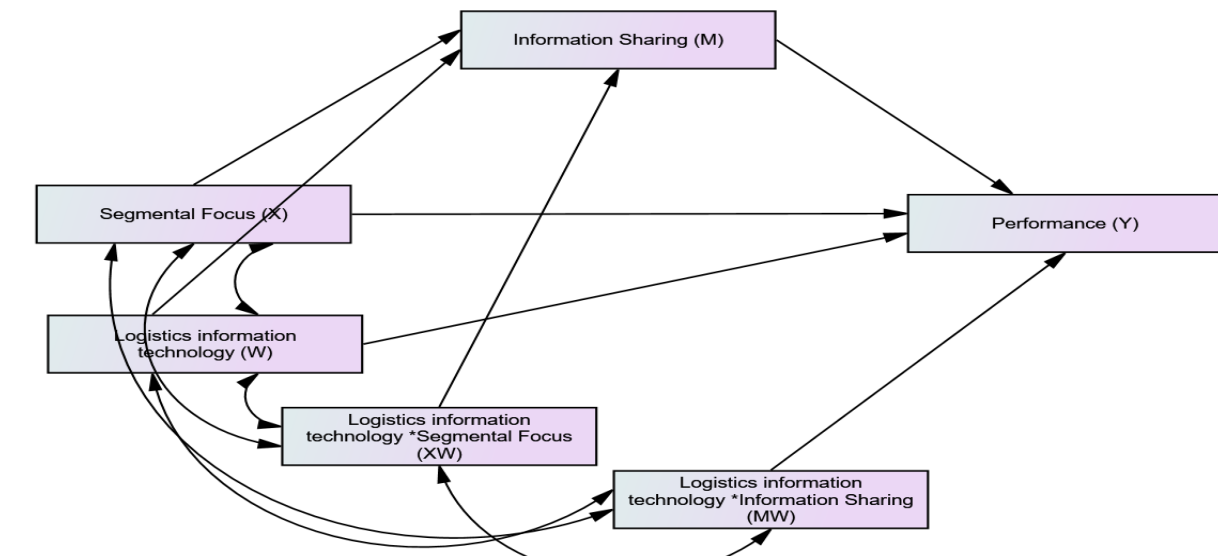 Information Sharing (M)
Segmental Focus (X)
Performance (Y)
Logistics information
technology (W)
Logistics information
technology *Segmental Focus
(XW)
Logistics information
technology *Information Sharing
(MW)